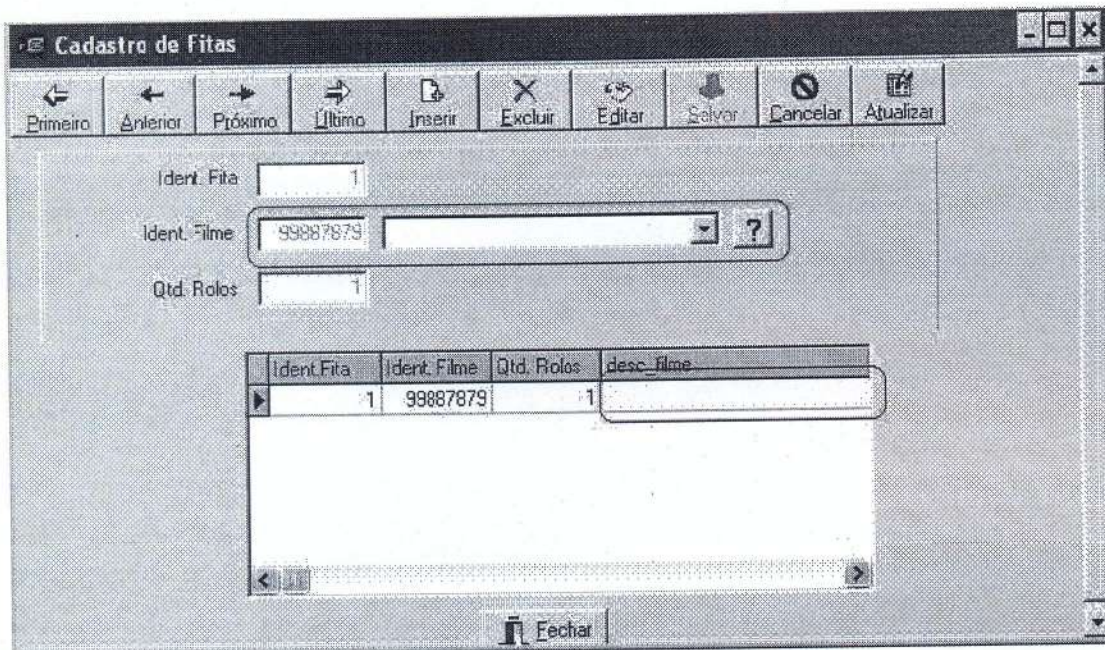 Cadastro de Fitas
Primeiro Anterior Próximo Último Inserir Excluir Editar Salvar Cancelar Atualizar
Ident. Fita 1
Ident. Filme 99887879 ?
Qtd. Rolos 1
Ident.Fita Ident. Filme Qtd. Rolos desc_filme
1 99887879 1
Fechar